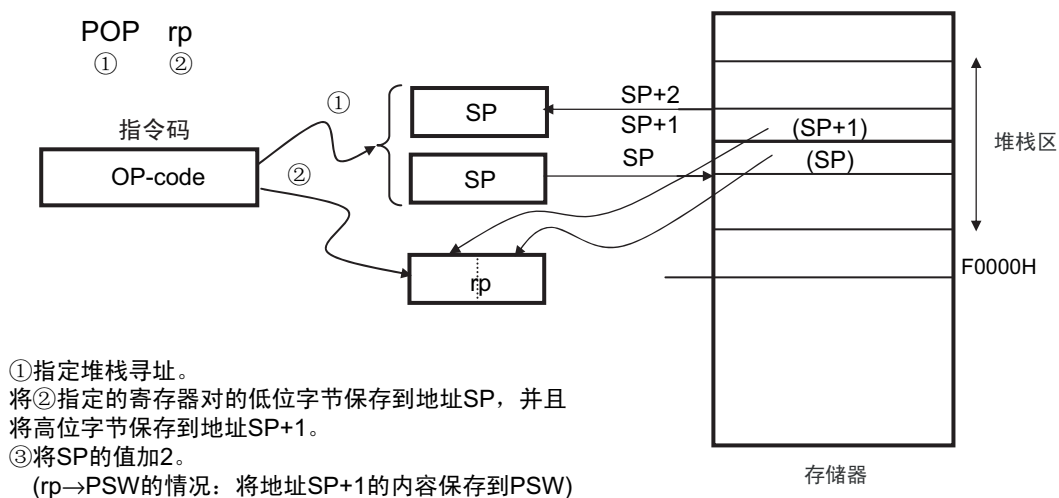 POP rp
① ②
指令码
OP-code
①
②
SP
SP
rp
SP+2
SP+1
SP
(SP+1)
(SP)
堆栈区
F0000H
存储器
①指定堆栈寻址。
将②指定的寄存器对的低位字节保存到地址SP，并且
将高位字节保存到地址SP+1。
③将SP的值加2。
(rp→PSW的情况：将地址SP+1的内容保存到PSW)